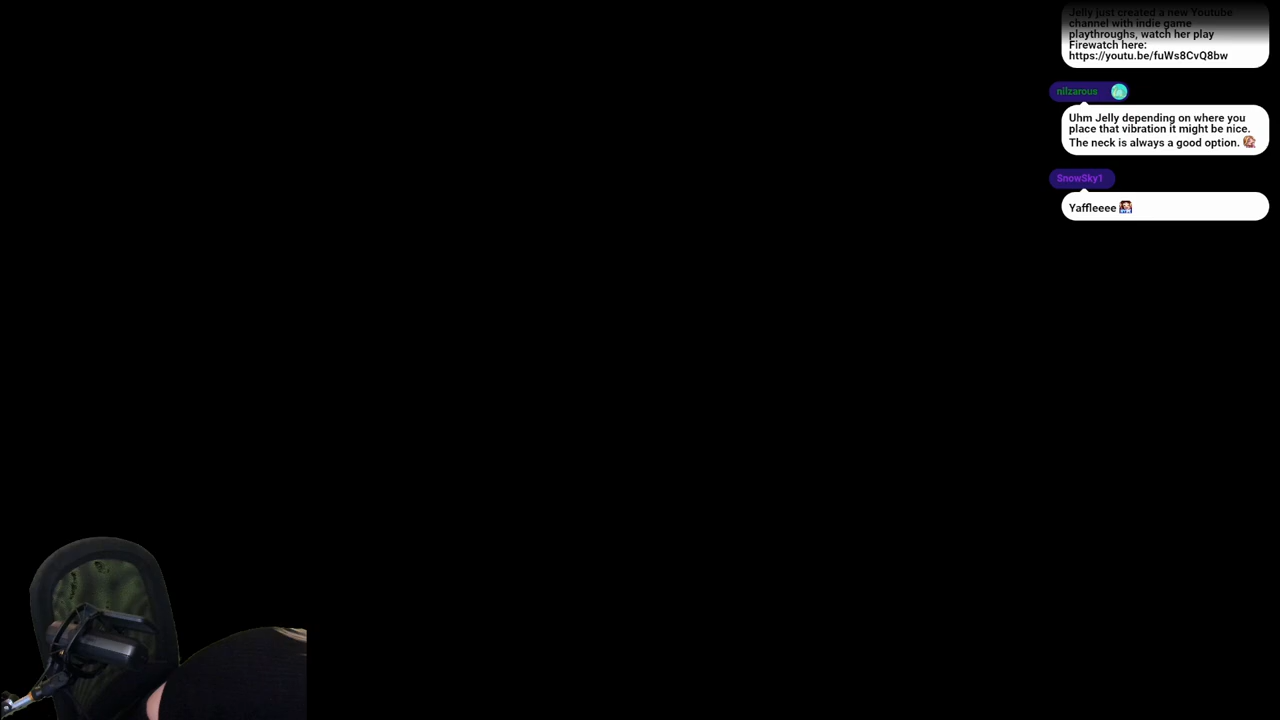 Jelly just created a new Youtube
channel with indie game
playthroughs, watch her play
Firewatch here:
https://youtu.be/fuWs8CvQ8bw
nilzarous
Uhm Jelly depending on where you
place that vibration it might be nice.
The neck is always a good option.
SnowSky1
Yaffleeee